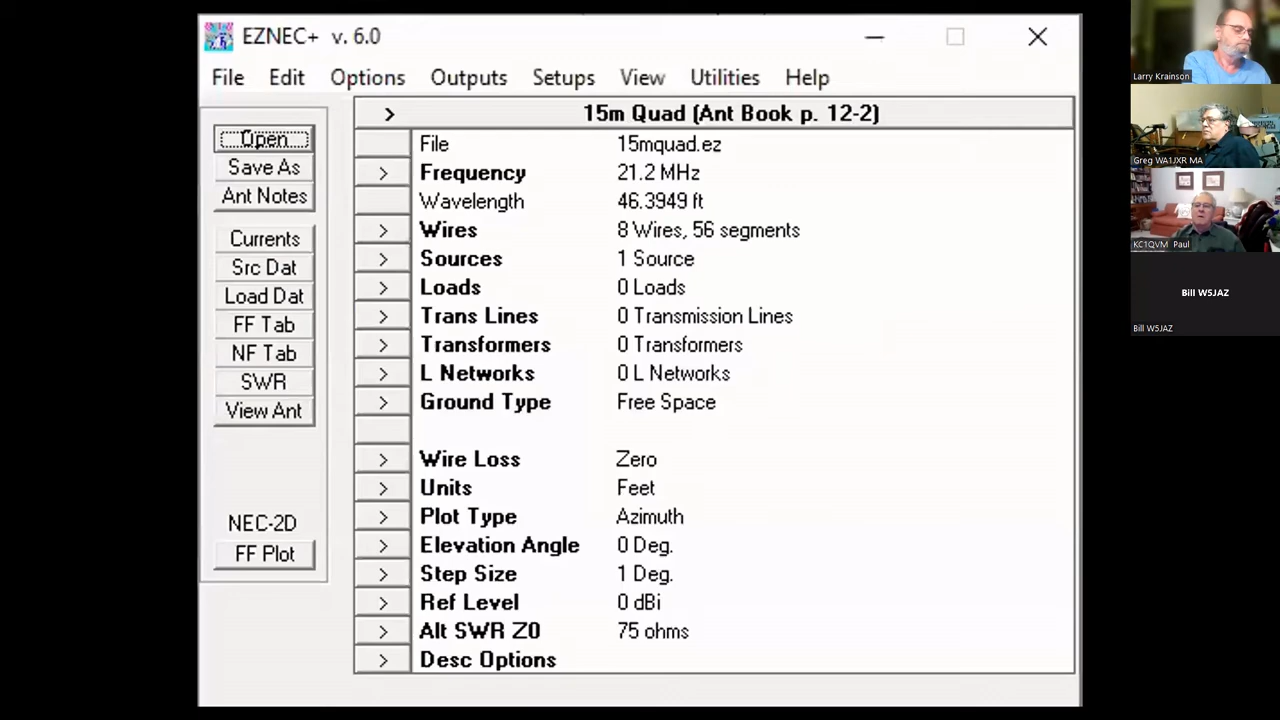 EZNEC+ v. 6.0
File Edit Options Outputs Setups View Utilities Help
Open
Save As
Ant Notes
Currents
Src Dat
Load Dat
FF Tab
NF Tab
SWR
View Ant
NEC-2D
FF Plot
> 15m Quad (Ant Book p. 12-2)
File 15mquad.ez
> Frequency 21.2 MHz
Wavelength 46.3949 ft
> Wires 8 Wires, 56 segments
> Sources 1 Source
> Loads 0 Loads
> Trans Lines 0 Transmission Lines
> Transformers 0 Transformers
> L Networks 0 L Networks
> Ground Type Free Space
> Wire Loss Zero
> Units Feet
> Plot Type Azimuth
> Elevation Angle 0 Deg.
> Step Size 1 Deg.
> Ref Level 0 dBi
> Alt SWR Z0 75 ohms
> Desc Options
Larry Krainson
Greg WA1JXR MA
KC1QVM Paul
Bill W5JAZ
Bill W5JAZ